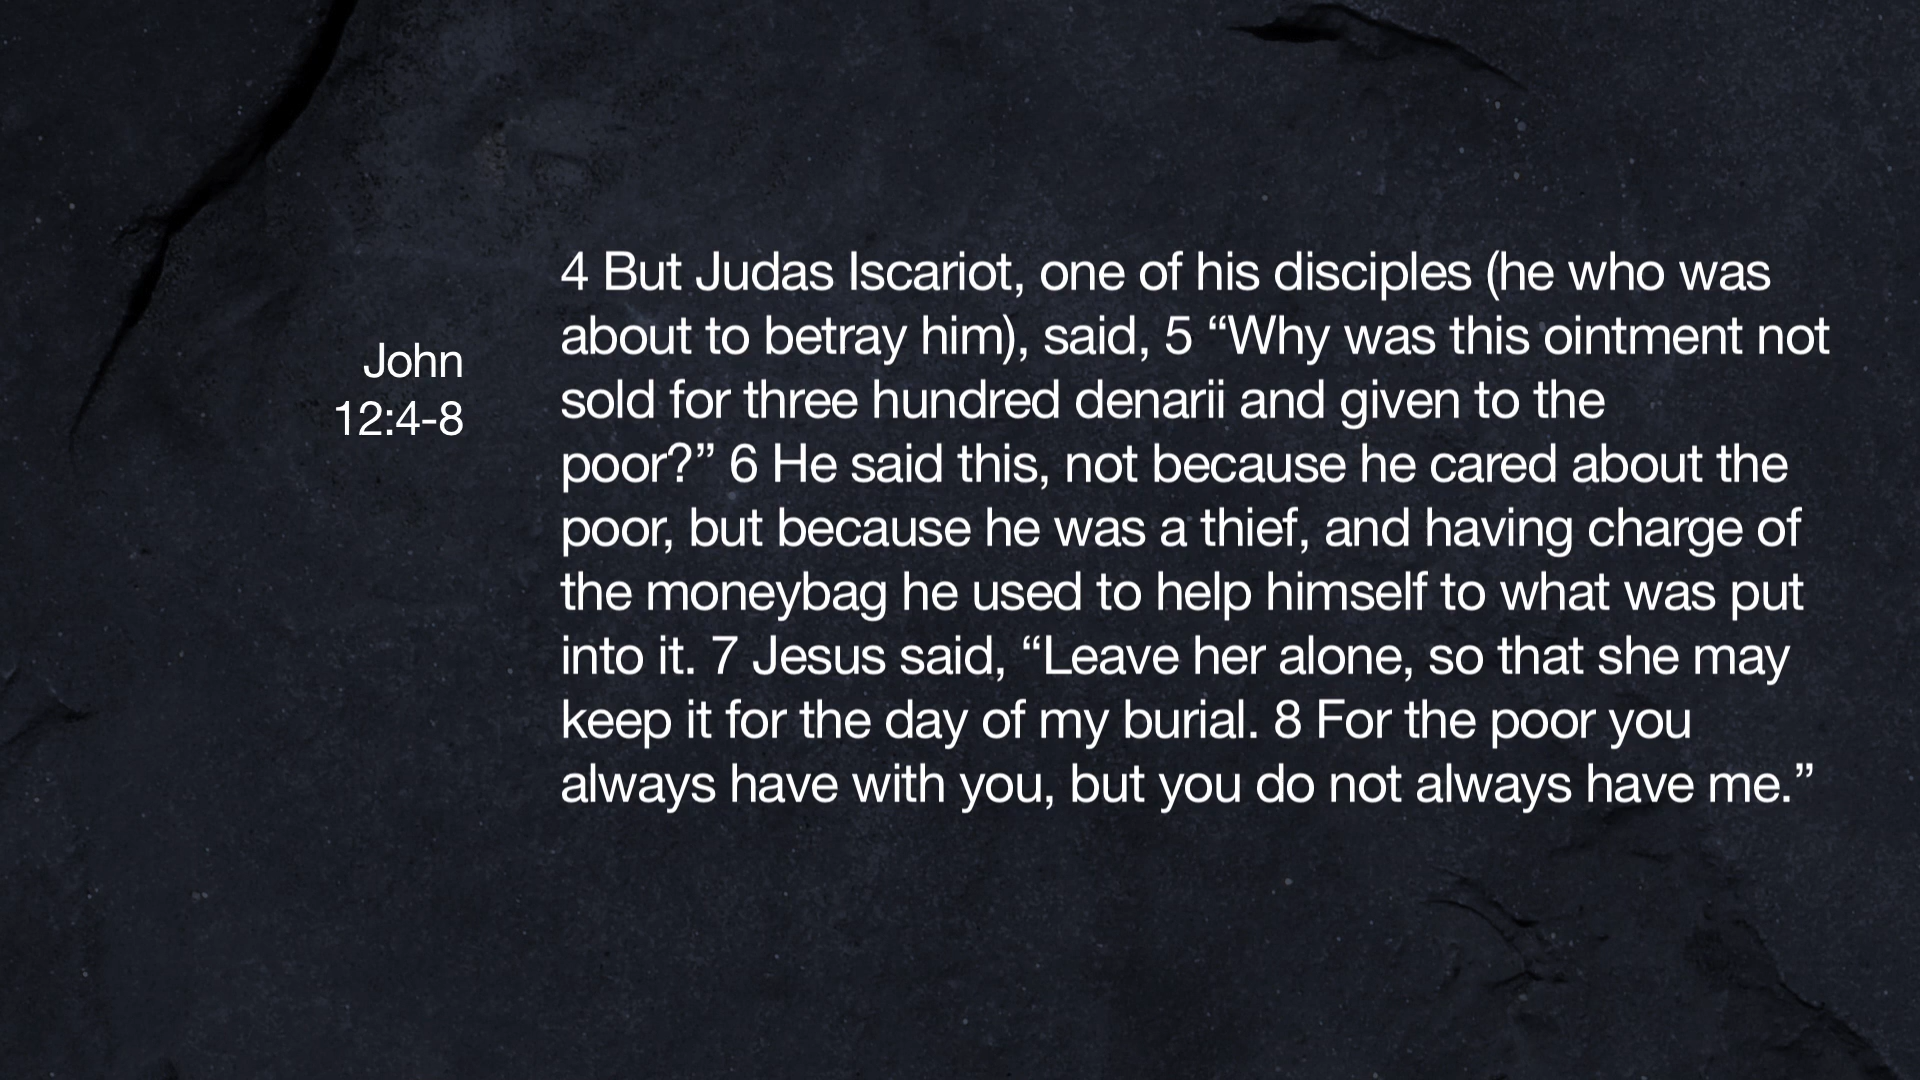 John
12:4-8
4 But Judas Iscariot, one of his disciples (he who was
about to betray him), said, 5 “Why was this ointment not
sold for three hundred denarii and given to the
poor?” 6 He said this, not because he cared about the
poor, but because he was a thief, and having charge of
the moneybag he used to help himself to what was put
into it. 7 Jesus said, “Leave her alone, so that she may
keep it for the day of my burial. 8 For the poor you
always have with you, but you do not always have me.”